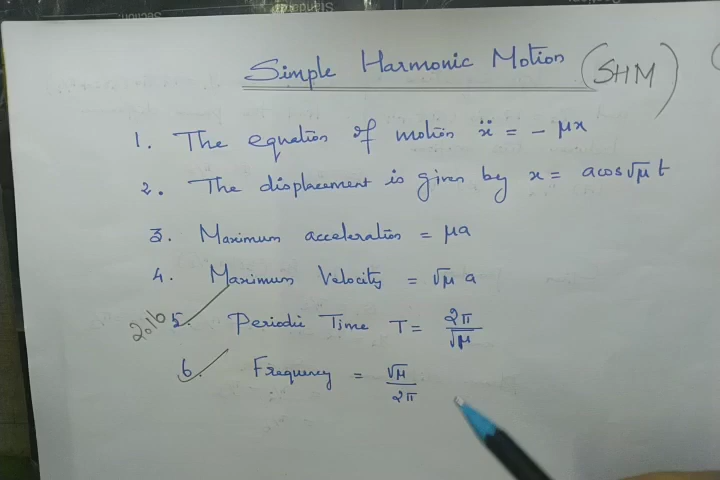 Simple Harmonic Motion (SHM)
1. The equation of motion ẍ = - μx
2. The displacement is given by x = a cos√μ t
3. Maximum acceleration = μa
4. Maximum Velocity = √μ a
2016 5. Periodic Time T = 2π/√μ
6. Frequency = √μ/2π